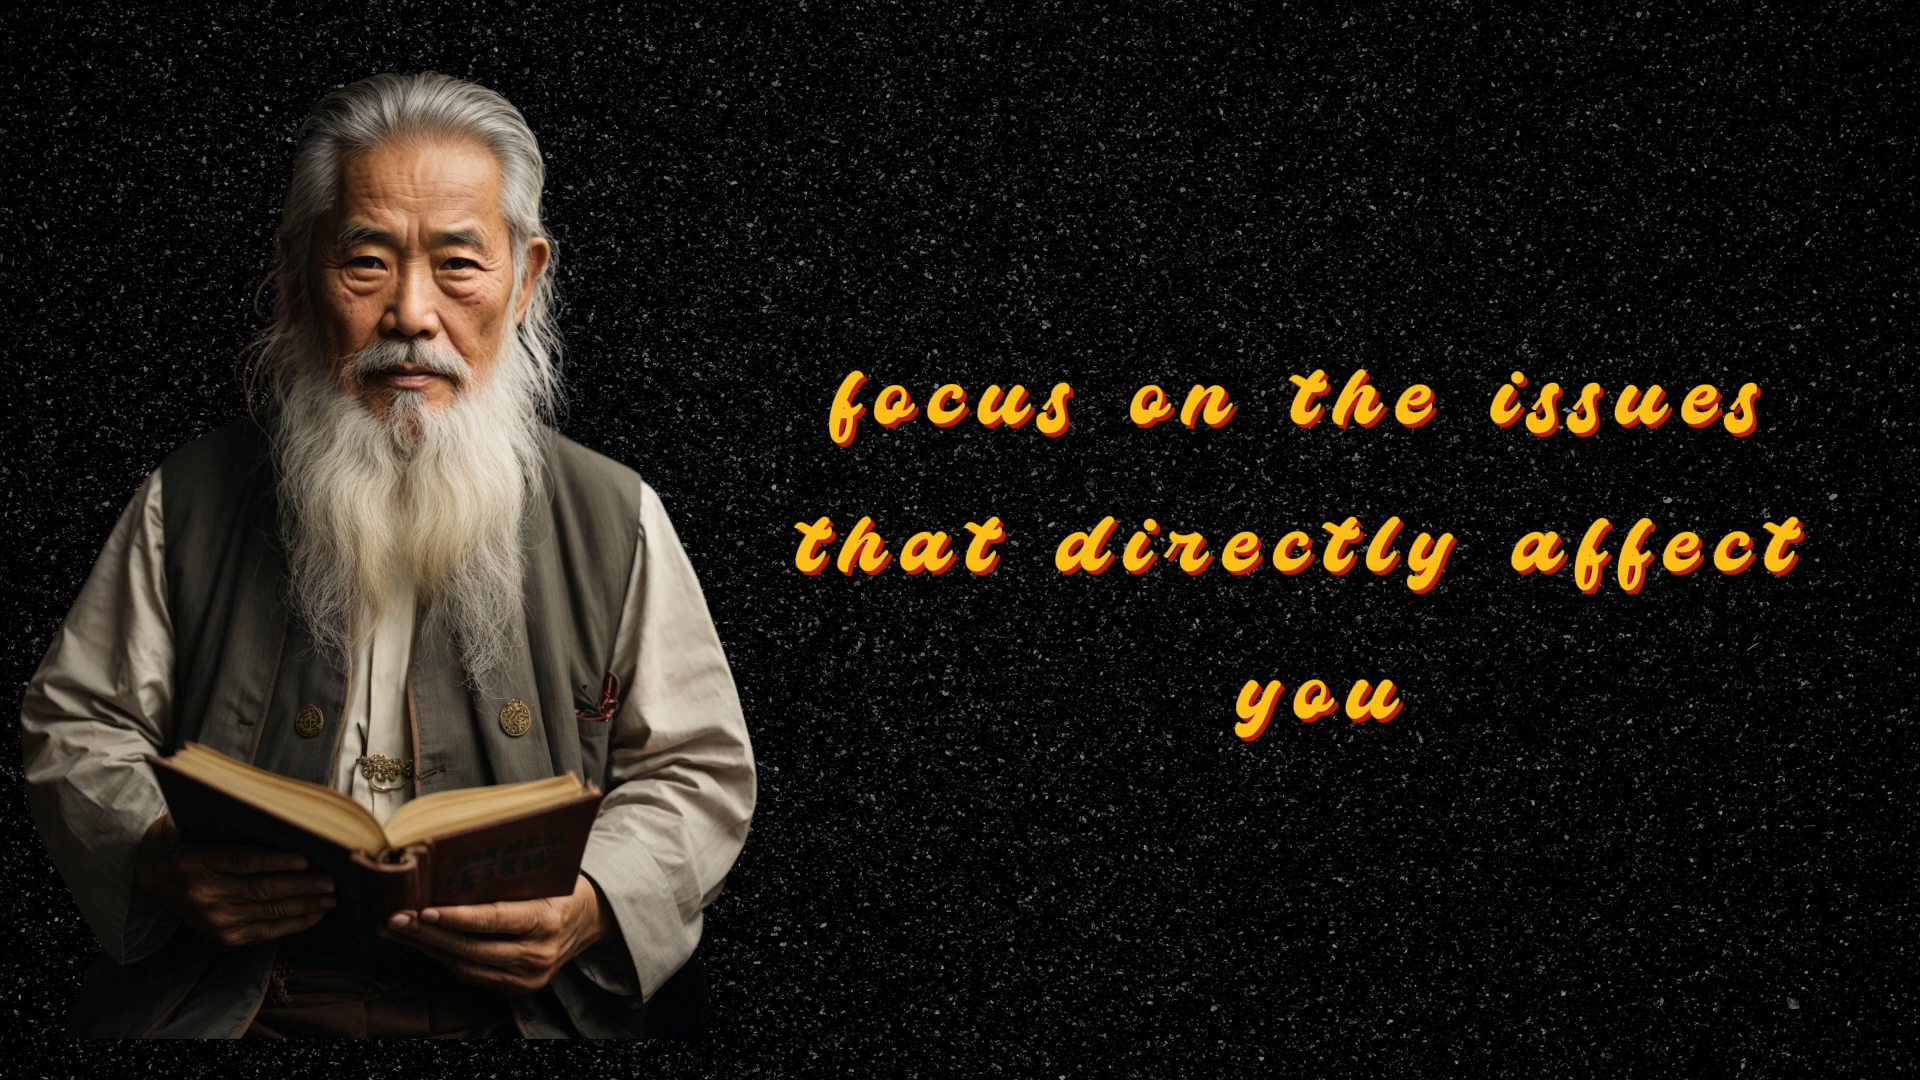 focus on the issues
that directly affect
you